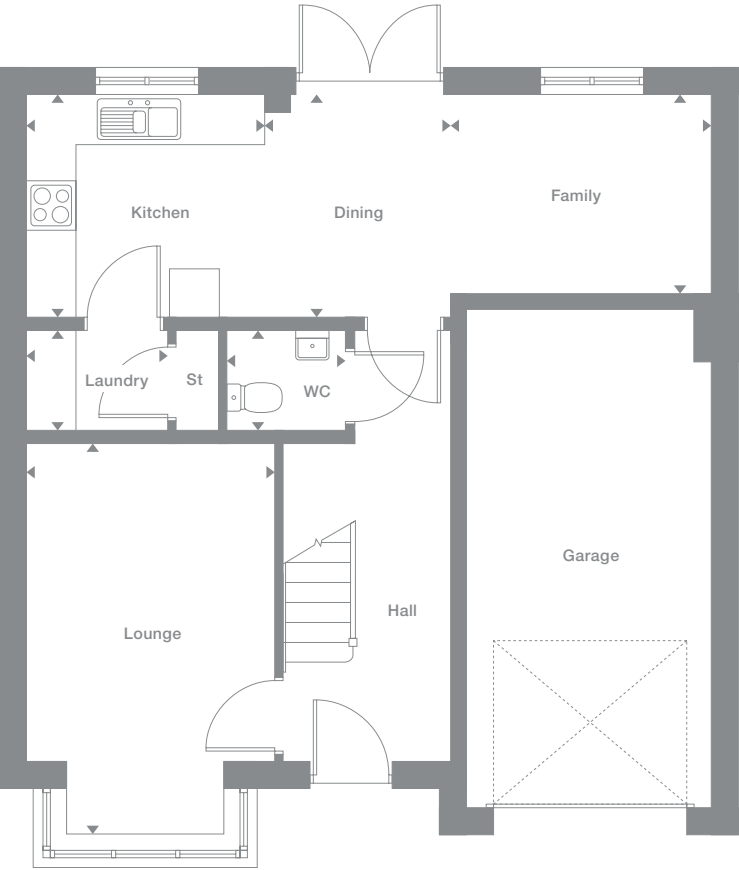 Kitchen
Dining
Family
Laundry
St
WC
Garage
Hall
Lounge